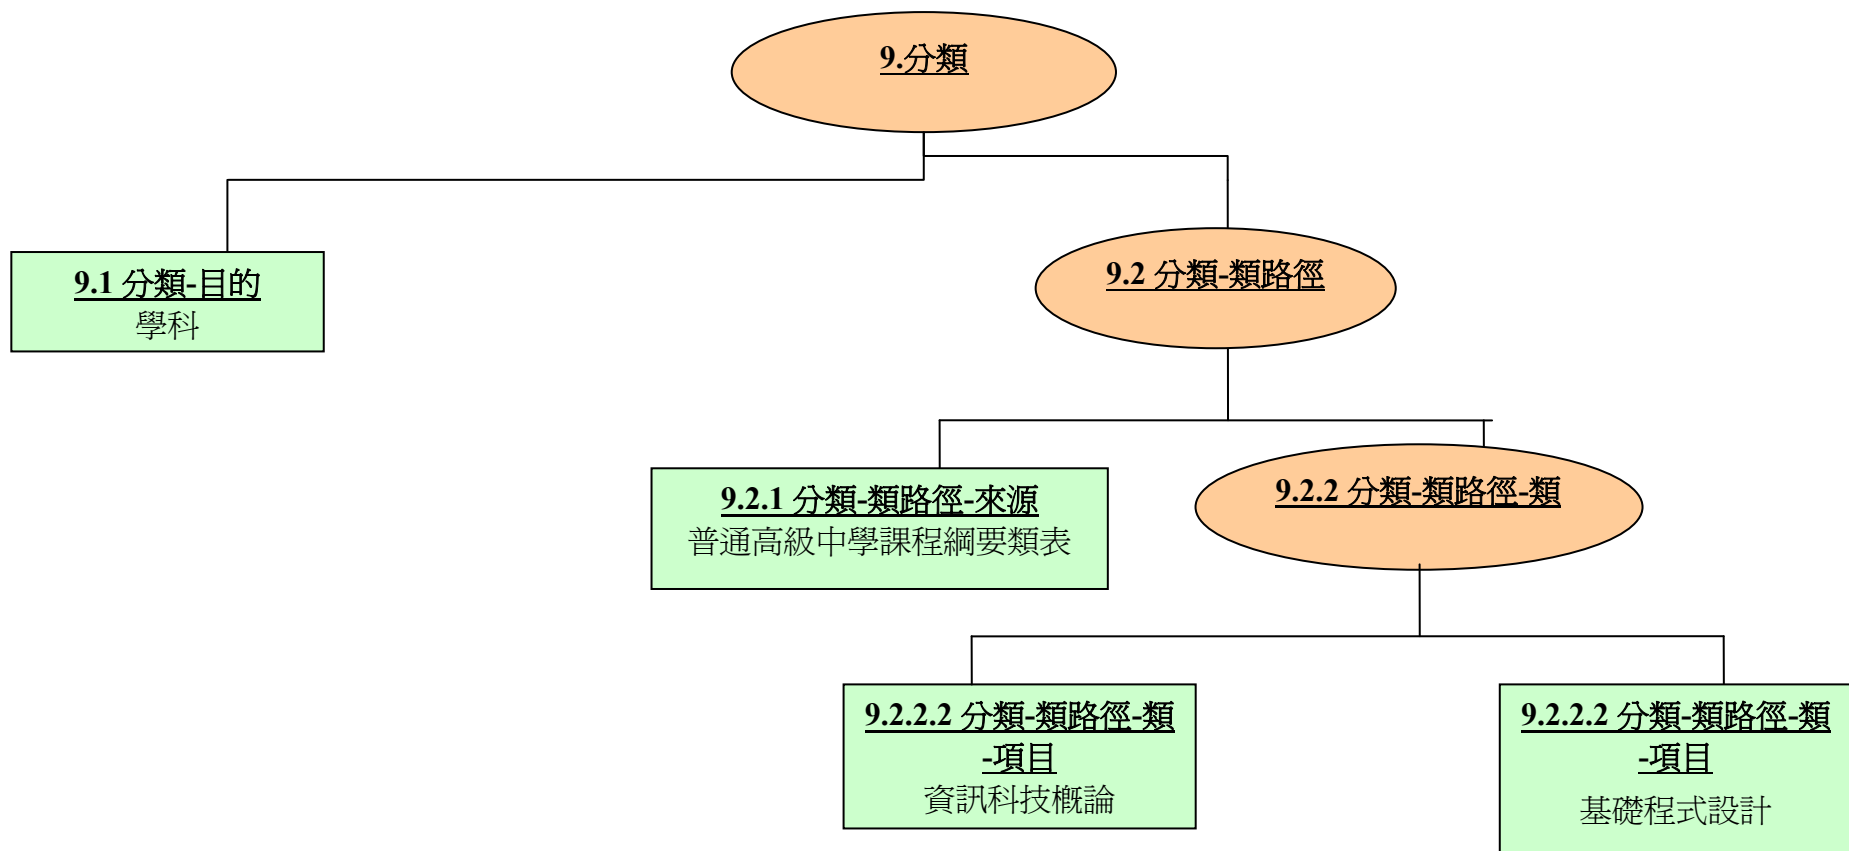 9.分類
9.1 分類-目的
學科
9.2 分類-類路徑
9.2.1 分類-類路徑-來源
普通高級中學課程綱要類表
9.2.2 分類-類路徑-類
9.2.2.2 分類-類路徑-類
-項目
資訊科技概論
9.2.2.2 分類-類路徑-類
-項目
基礎程式設計